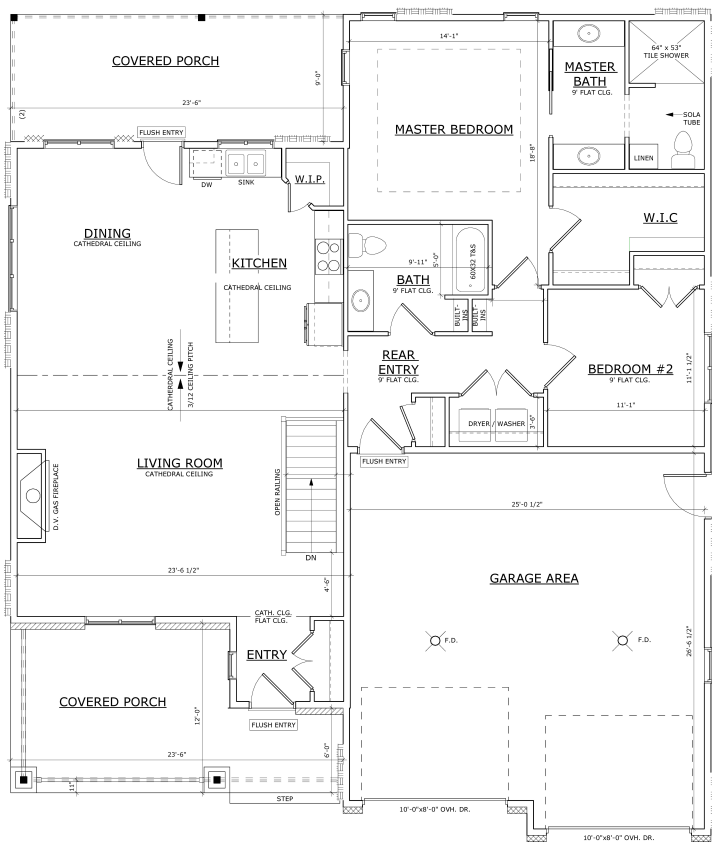 COVERED PORCH
23'-6"
9'-0"
(2)
FLUSH ENTRY
14'-1"
MASTER BEDROOM
18'-8"
MASTER
BATH
9' FLAT CLG.
64" x 53"
TILE SHOWER
SOLA
TUBE
LINEN
DW
SINK
W.I.P.
W.I.C
DINING
CATHEDRAL CEILING
KITCHEN
CATHEDRAL CEILING
9'-11"
5'-0"
60X32 T&S
BATH
9' FLAT CLG.
BUILT-
INS
BUILT-
INS
CATHERDRAL CEILING
3/12 CEILING PITCH
REAR
ENTRY
9' FLAT CLG.
BEDROOM #2
9' FLAT CLG.
11'-1 1/2"
11'-1"
DRYER / WASHER
3'-6"
FLUSH ENTRY
LIVING ROOM
CATHEDRAL CEILING
D.V. GAS FIREPLACE
OPEN RAILING
DN
25'-0 1/2"
23'-6 1/2"
4'-6"
GARAGE AREA
CATH. CLG.
FLAT CLG.
ENTRY
F.D.
F.D.
26'-6 1/2"
COVERED PORCH
12'-0"
FLUSH ENTRY
23'-6"
6'-0"
11"
STEP
10'-0"x8'-0" OVH. DR.
10'-0"x8'-0" OVH. DR.